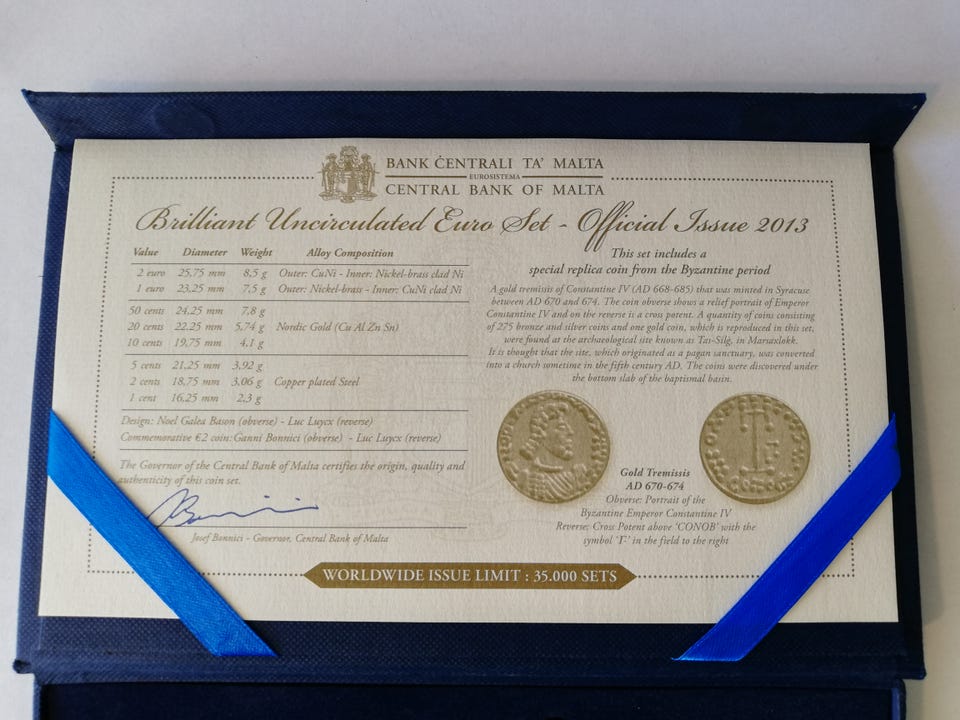 BANK ĊENTRALI TA' MALTA
EUROSISTEMA
CENTRAL BANK OF MALTA
Brilliant Uncirculated Euro Set - Official Issue 2013
Value Diameter Weight Alloy Composition
2 euro 25,75 mm 8,5 g Outer: CuNi - Inner: Nickel-brass clad Ni
1 euro 23,25 mm 7,5 g Outer: Nickel-brass - Inner: CuNi clad Ni
50 cents 24,25 mm 7,8 g
20 cents 22,25 mm 5,74 g Nordic Gold (Cu Al Zn Sn)
10 cents 19,75 mm 4,1 g
5 cents 21,25 mm 3,92 g
2 cents 18,75 mm 3,06 g Copper plated Steel
1 cent 16,25 mm 2,3 g
Design: Noel Galea Bason (obverse) - Luc Luycx (reverse)
Commemorative €2 coin:Ganni Bonnici (obverse) - Luc Luycx (reverse)
The Governor of the Central Bank of Malta certifies the origin, quality and
authenticity of this coin set.
Josef Bonnici - Governor, Central Bank of Malta
This set includes a
special replica coin from the Byzantine period
A gold tremissis of Constantine IV (AD 668-685) that was minted in Syracuse
between AD 670 and 674. The coin obverse shows a relief portrait of Emperor
Constantine IV and on the reverse is a cross potent. A quantity of coins consisting
of 275 bronze and silver coins and one gold coin, which is reproduced in this set,
were found at the archaeological site known as Tas-Silġ, in Marsaxlokk.
It is thought that the site, which originated as a pagan sanctuary, was converted
into a church sometime in the fifth century AD. The coins were discovered under
the bottom slab of the baptismal basin.
Gold Tremissis
AD 670-674
Obverse: Portrait of the
Byzantine Emperor Constantine IV
Reverse: Cross Potent above 'CONOB' with the
symbol 'Γ' in the field to the right
WORLDWIDE ISSUE LIMIT : 35.000 SETS